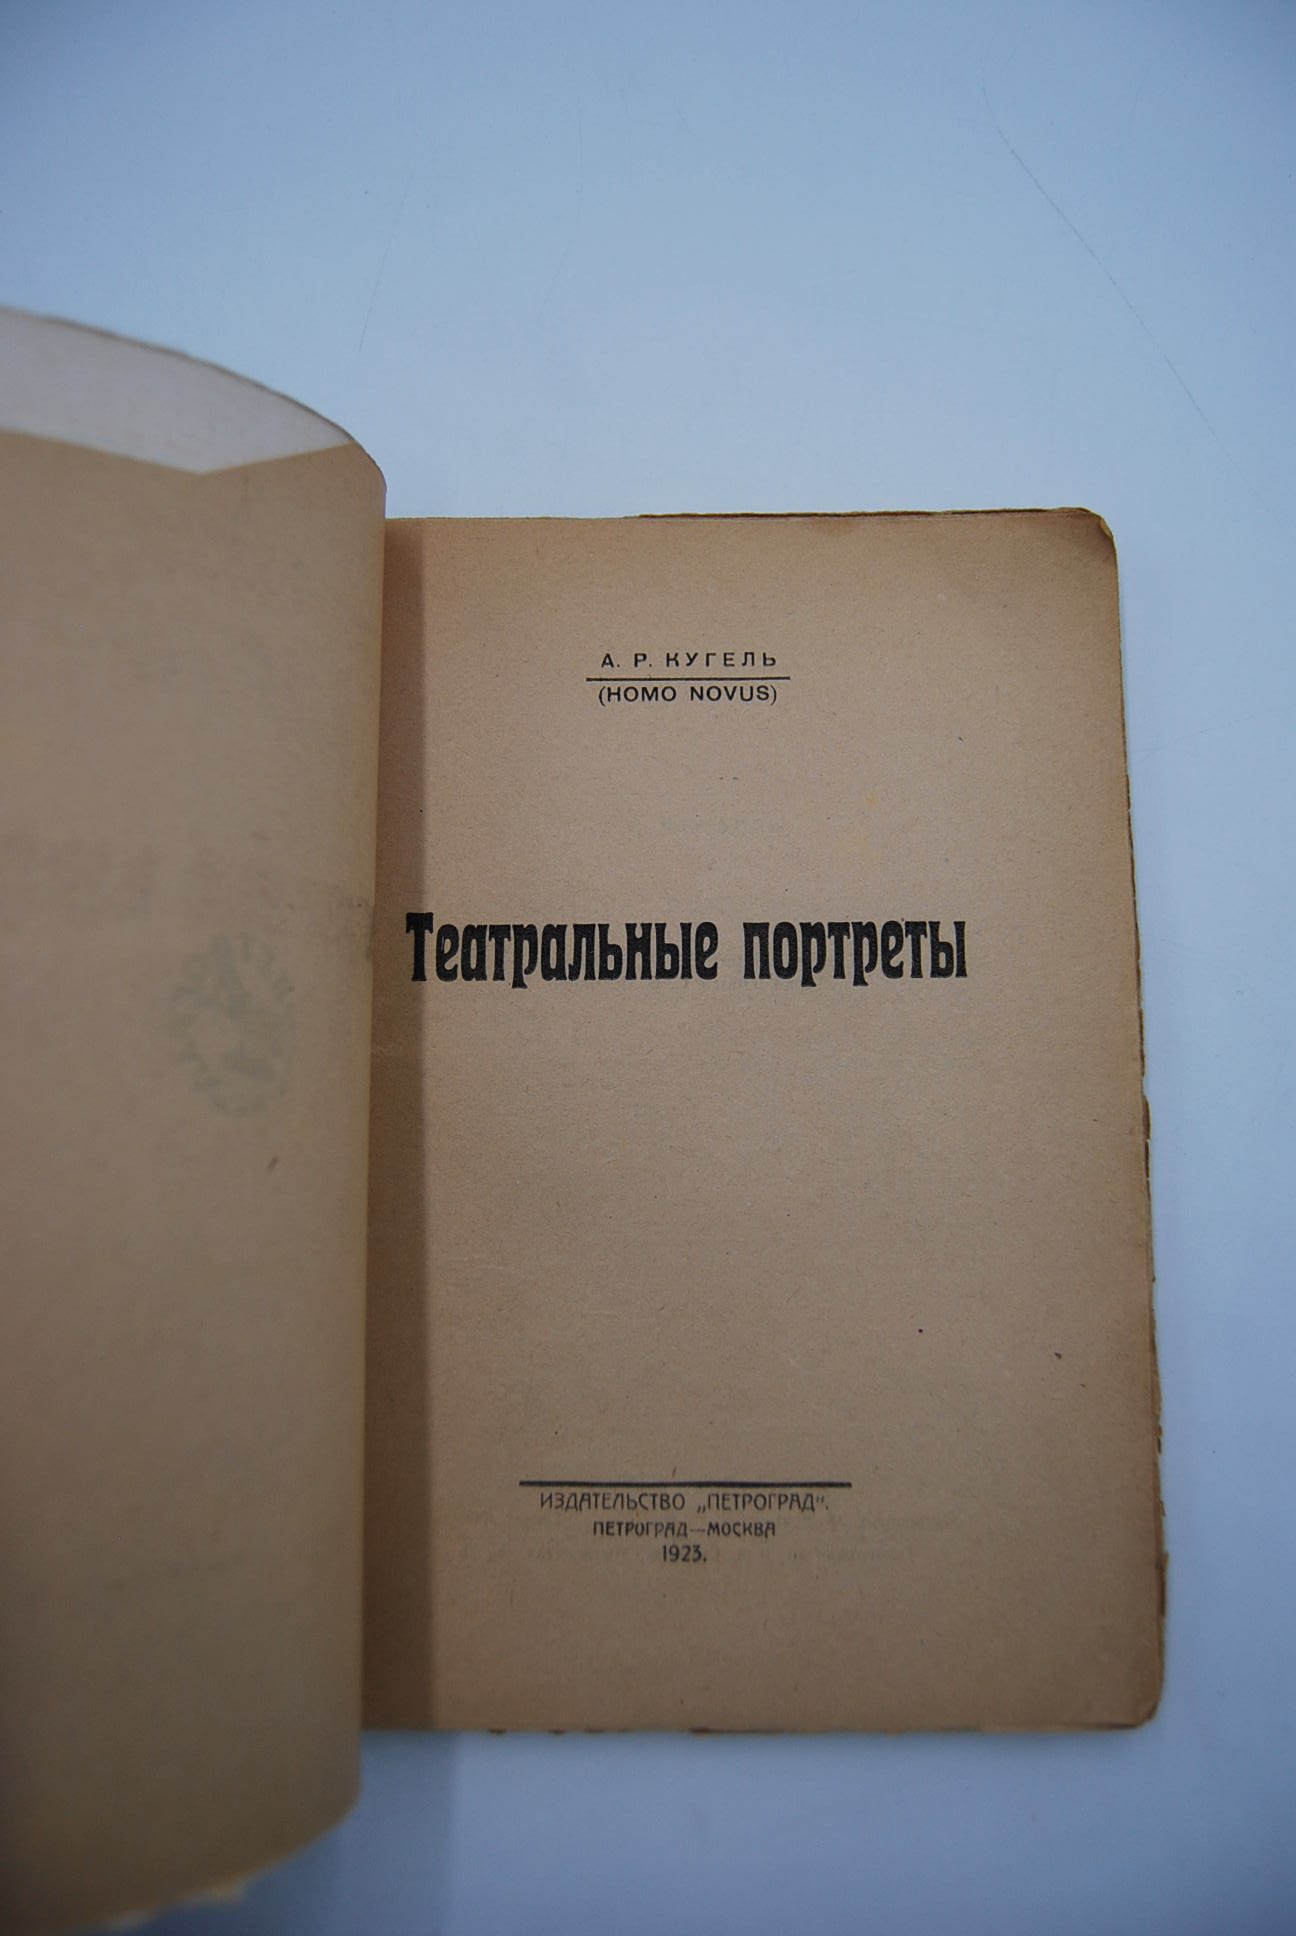 А. Р. КУГЕЛЬ
(HOMO NOVUS)
Театральные портреты
ИЗДАТЕЛЬСТВО „ПЕТРОГРАД“.
ПЕТРОГРАД—МОСКВА
1923.